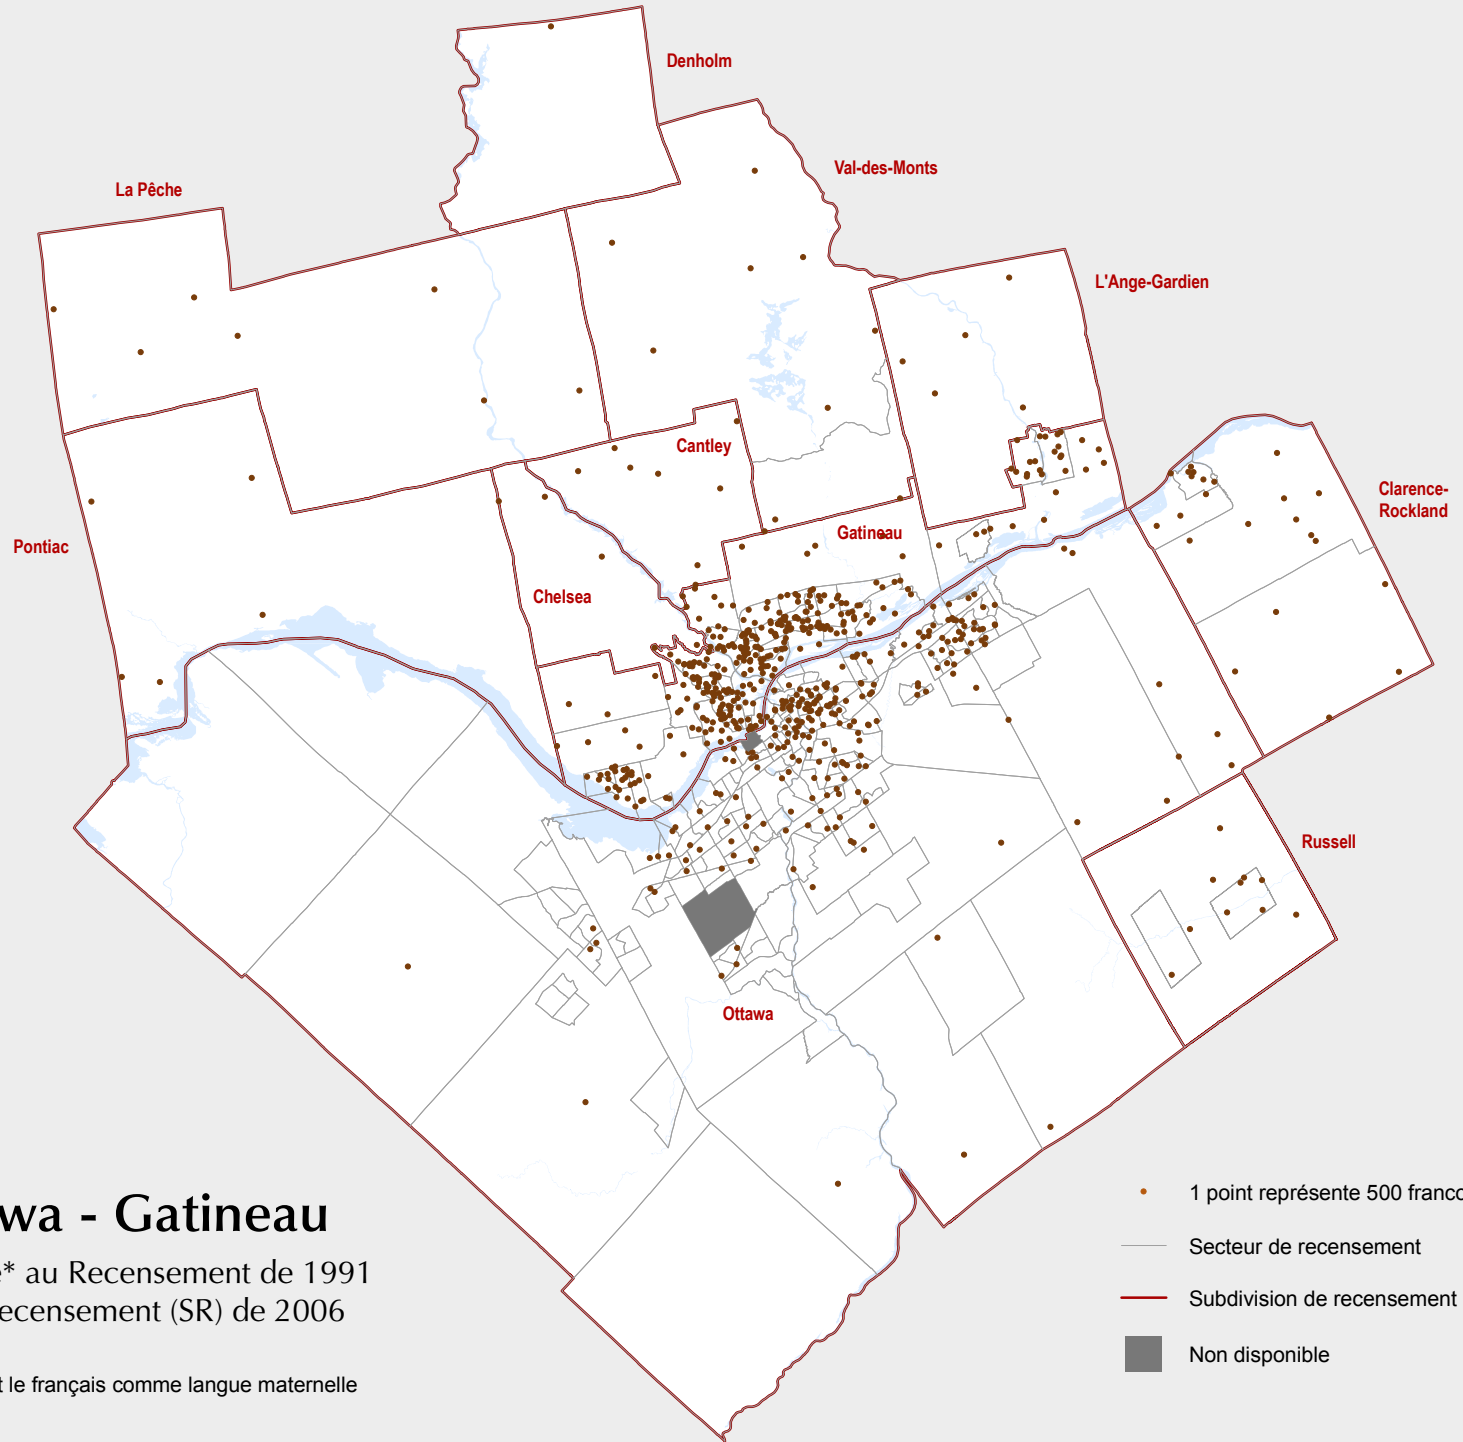 Denholm
Val-des-Monts
La Pêche
L'Ange-Gardien
Cantley
Clarence-
Rockland
Gatineau
Pontiac
Chelsea
Russell
Ottawa
wa - Gatineau
* au Recensement de 1991
ecensement (SR) de 2006
t le français comme langue maternelle
1 point représente 500 franco
Secteur de recensement
Subdivision de recensement
Non disponible